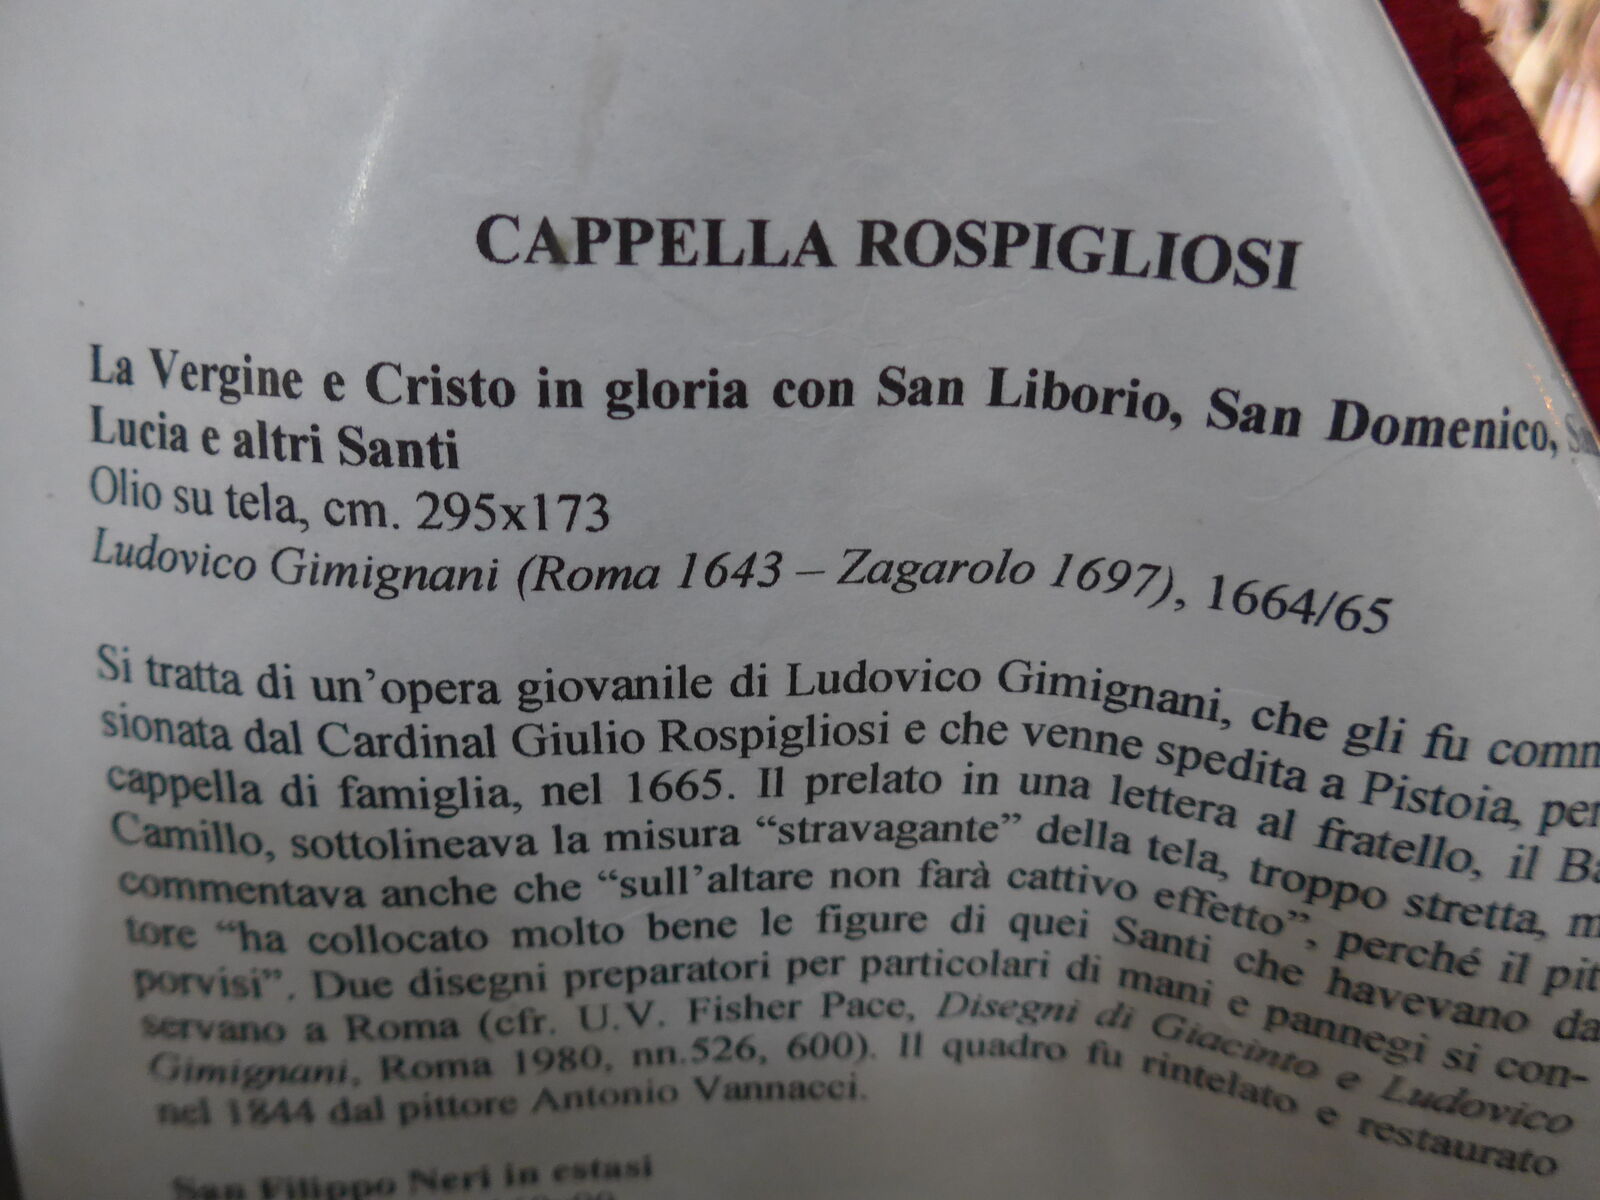 CAPPELLA ROSPIGLIOSI
La Vergine e Cristo in gloria con San Liborio, San Domenico,
Lucia e altri Santi
Olio su tela, cm. 295x173
Ludovico Gimignani (Roma 1643 – Zagarolo 1697), 1664/65
Si tratta di un’opera giovanile di Ludovico Gimignani, che gli fu comm
sionata dal Cardinal Giulio Rospigliosi e che venne spedita a Pistoia, per
cappella di famiglia, nel 1665. Il prelato in una lettera al fratello, il Ba
Camillo, sottolineava la misura “stravagante” della tela, troppo stretta, m
commentava anche che “sull’altare non farà cattivo effetto”, perché il pit
tore “ha collocato molto bene le figure di quei Santi che havevano da
porvisi”. Due disegni preparatori per particolari di mani e pannegi si con-
servano a Roma (cfr. U.V. Fisher Pace, Disegni di Giacinto e Ludovico
Gimignani, Roma 1980, nn.526, 600). Il quadro fu rintelato e restaurato
nel 1844 dal pittore Antonio Vannacci.
San Filippo Neri in estasi